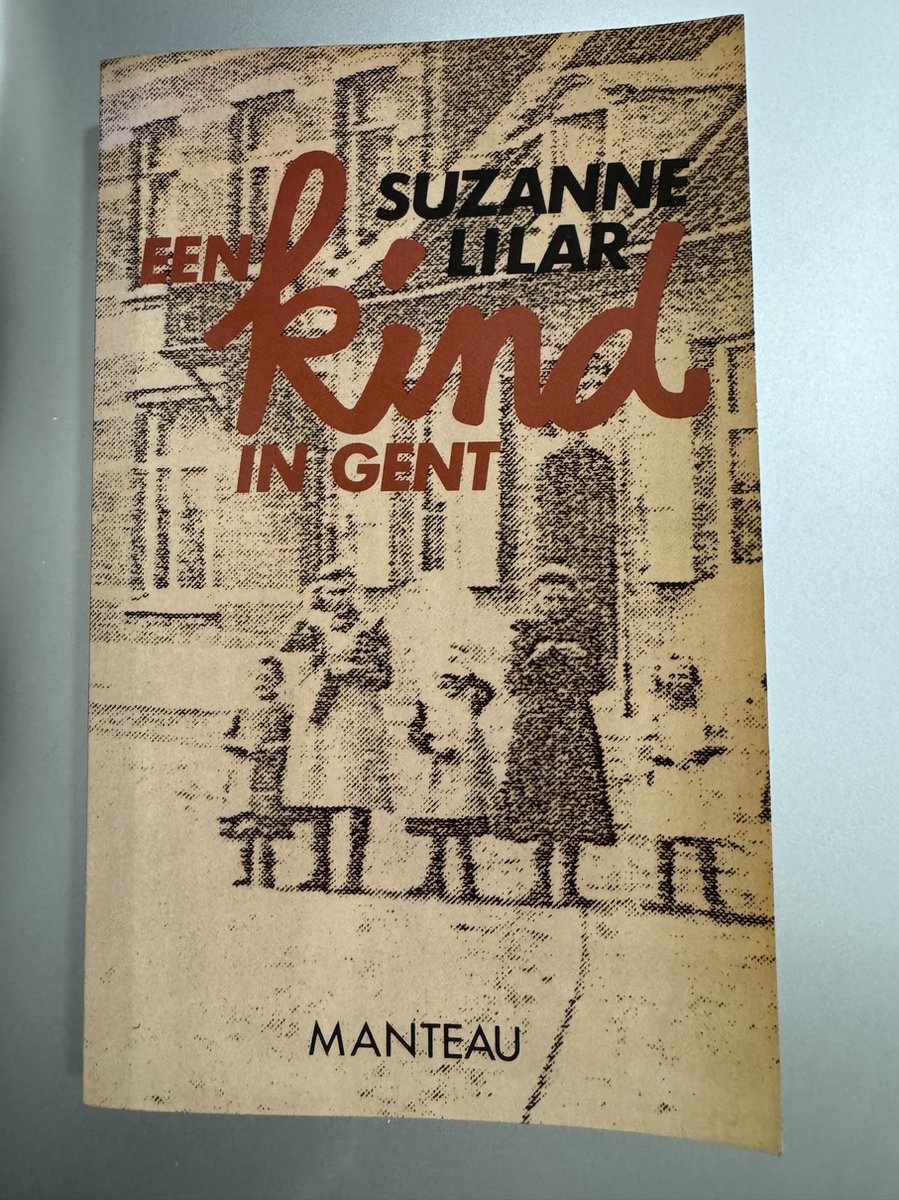 SUZANNE
LILAR
EEN
kind
IN GENT
MANTEAU